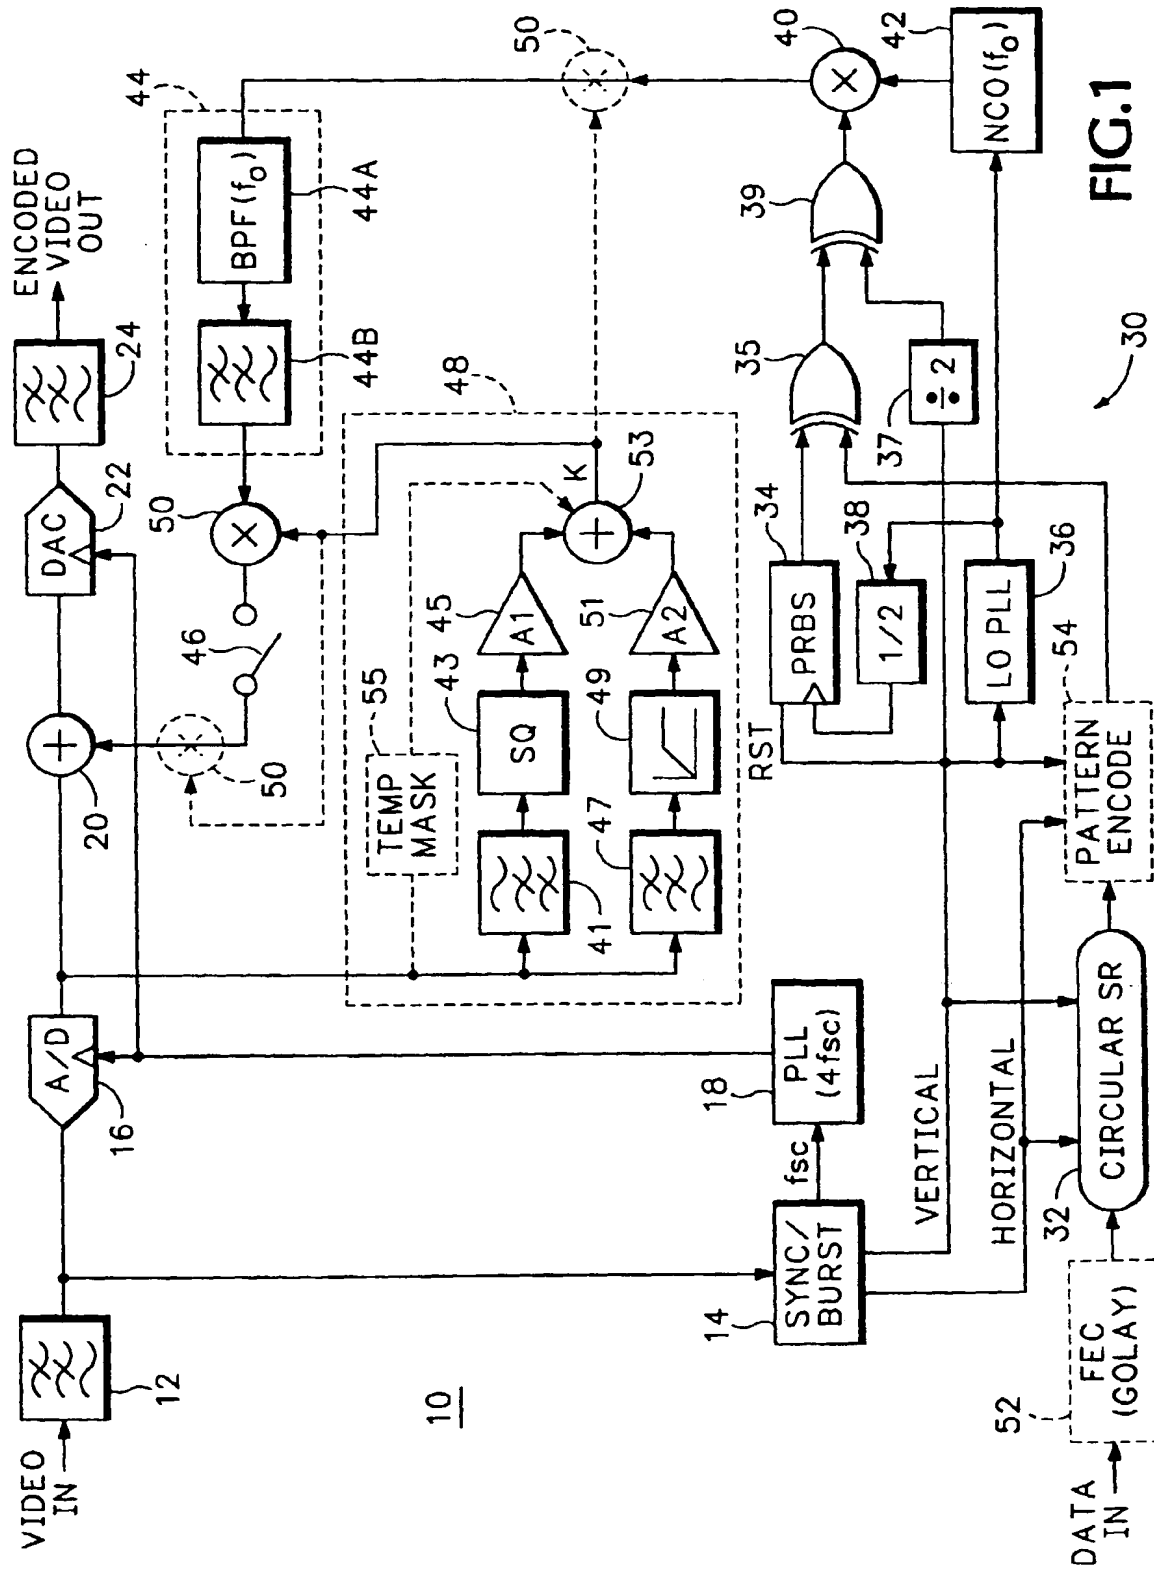 VIDEO
IN
12
A/D
16
20
DAC
22
24
ENCODED
VIDEO
OUT
10
44
BPF(fo)
44A
44B
50
46
50
50
48
55
TEMP
MASK
K
53
45
A1
43
SQ
41
51
A2
49
47
14
SYNC/
BURST
fsc
18
PLL
(4fsc)
VERTICAL
HORIZONTAL
RST
34
PRBS
38
1/2
36
LO PLL
35
37
÷2
39
40
42
NCO(fo)
DATA
IN
52
FEC
(GOLAY)
32
CIRCULAR SR
54
PATTERN
ENCODE
30
FIG.1